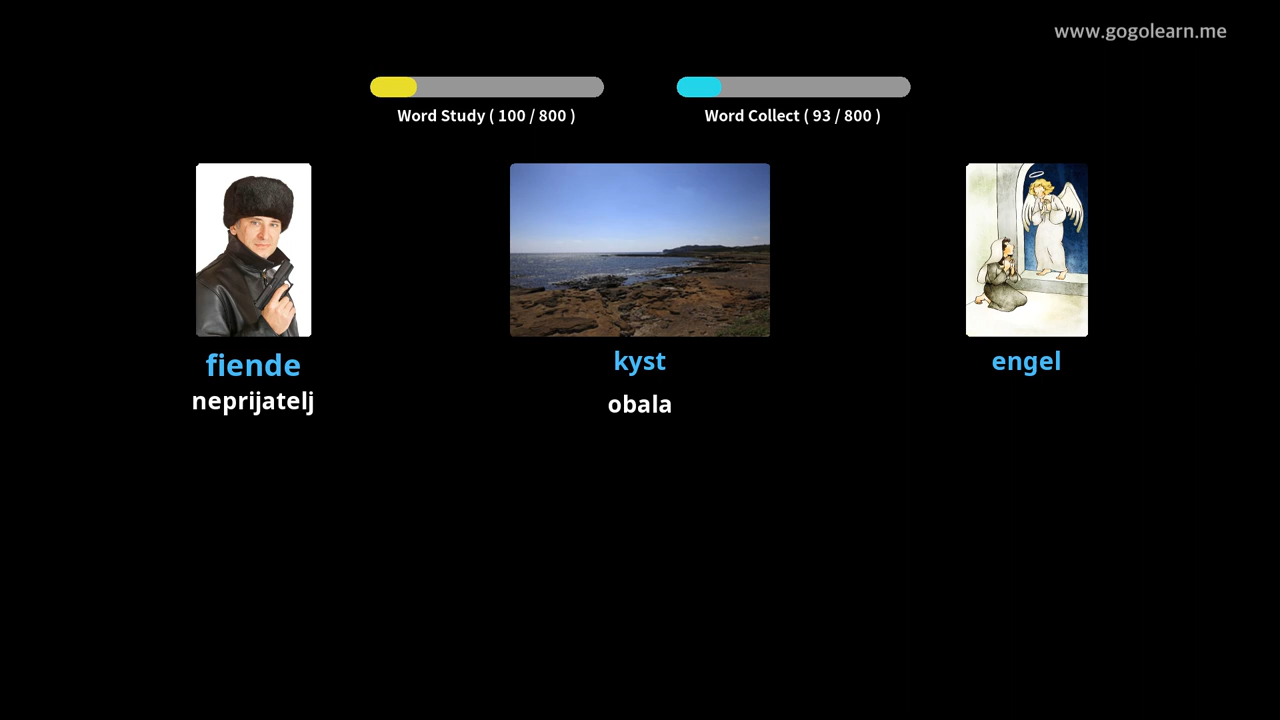 www.gogolearn.me
Word Study ( 100 / 800 )
Word Collect ( 93 / 800 )
fiende
neprijatelj
kyst
obala
engel